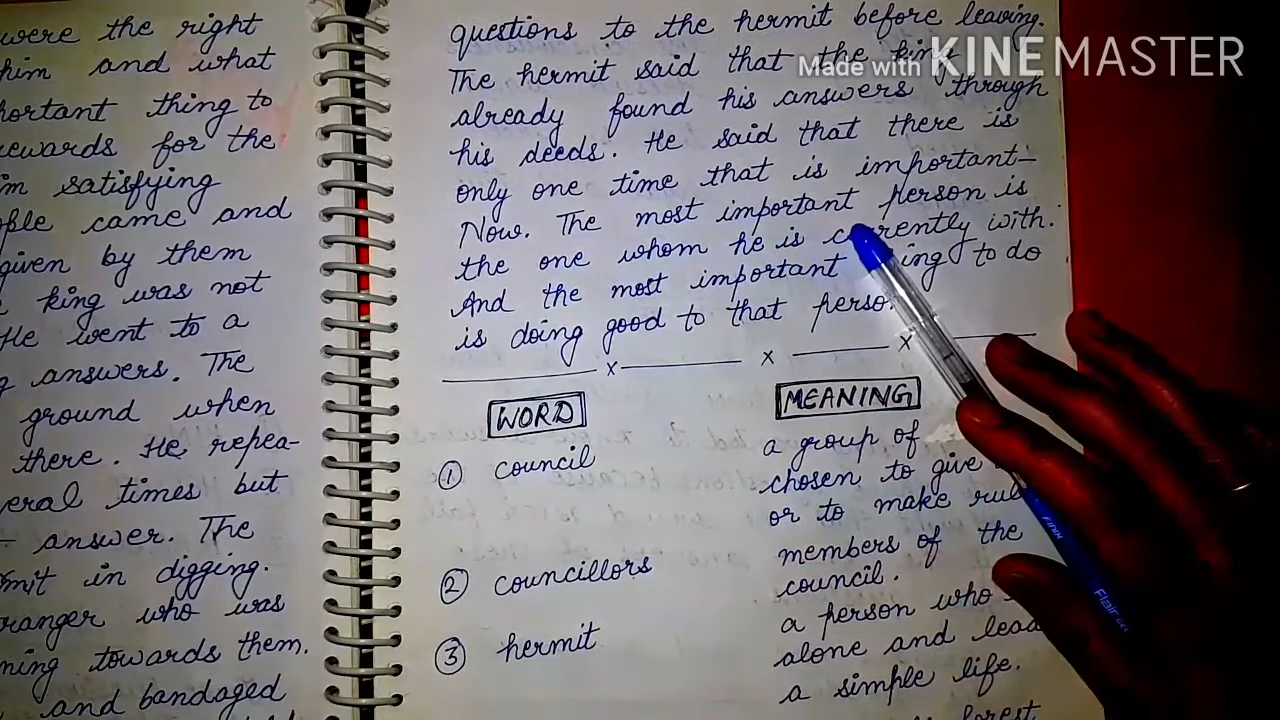 were the right
him and what
portant thing to
rewards for the
im satisfying
ople came and
given by them
king was not
He went to a
g answers. The
ground when
there. He repea-
eral times but
answer. The
rmit in digging.
ranger who was
ning towards them.
and bandaged
questions to the hermit before leaving.
The hermit said that the king
already found his answers through
his deeds. He said that there is
only one time that is important-
Now. The most important person is
the one whom he is currently with.
And the most important thing to do
is doing good to that person.
x x x
WORD MEANING
1 council a group of
chosen to give
or to make rul
2 councillors members of the
council.
3 hermit a person who
alone and lead
a simple life.
forest
Made with KINEMASTER
Flair